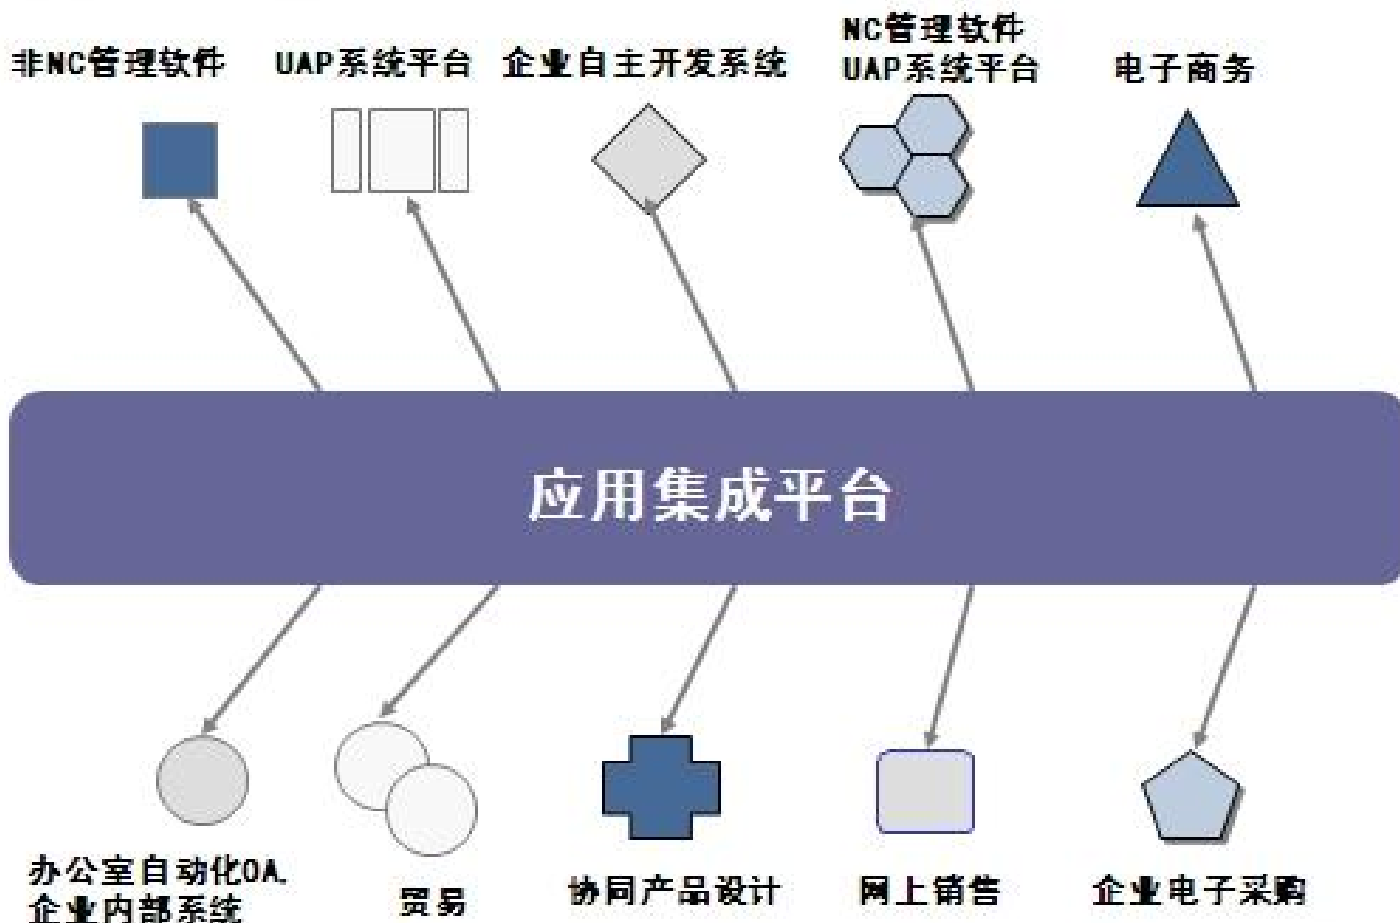 非NC管理软件
UAP系统平台
企业自主开发系统
NC管理软件
UAP系统平台
电子商务
应用集成平台
办公室自动化OA.
企业内部系统
贸易
协同产品设计
网上销售
企业电子采购